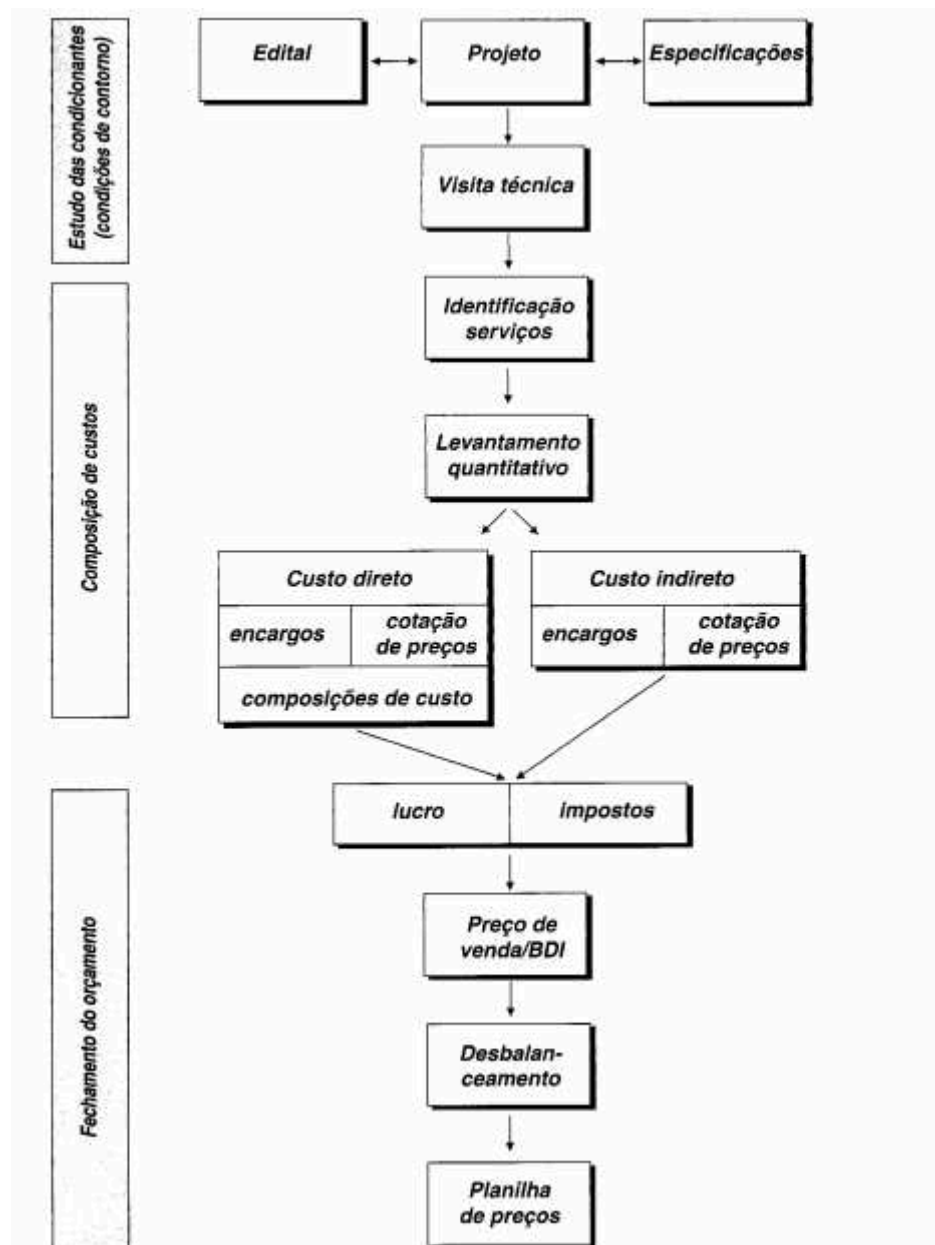 Estudo das condicionantes
(condições de contorno)
Edital
Projeto
Especificações
Visita técnica
Composição de custos
Identificação
serviços
Levantamento
quantitativo
Custo direto
encargos
cotação
de preços
composições de custo
Custo indireto
encargos
cotação
de preços
Fechamento do orçamento
lucro
impostos
Preço de
venda/BDI
Desbalan-
ceamento
Planilha
de preços